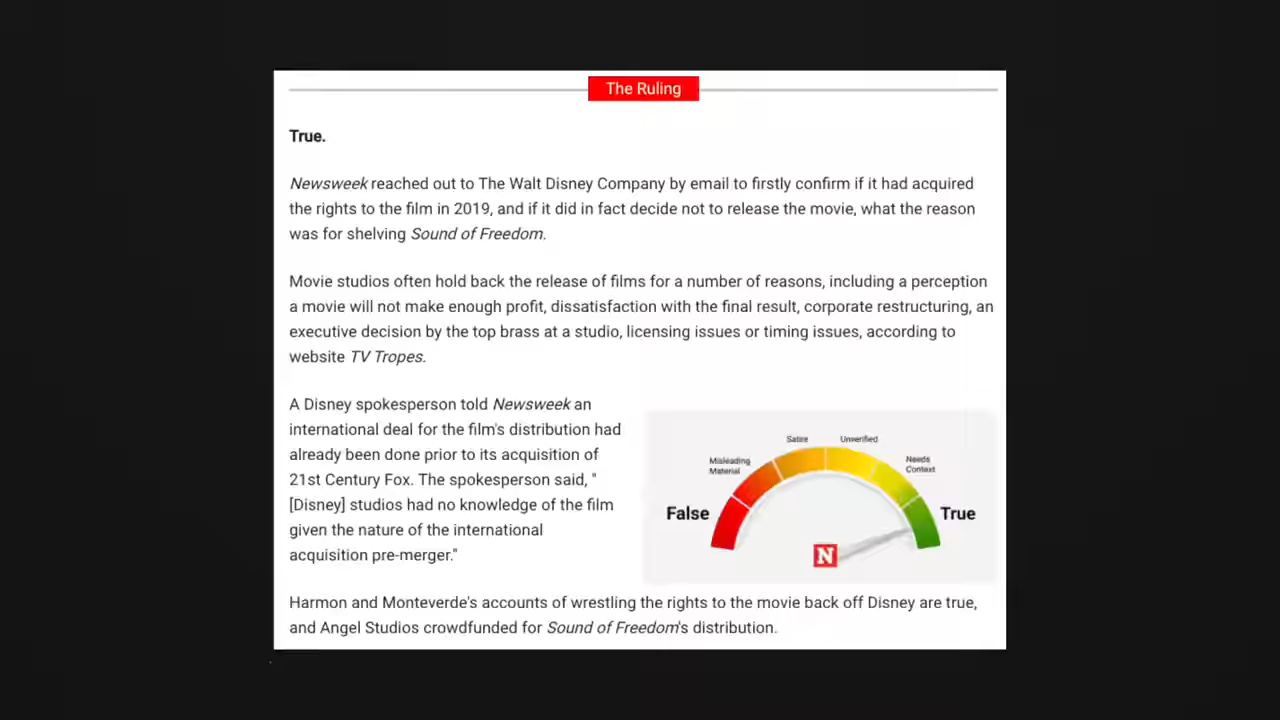 The Ruling
True.
Newsweek reached out to The Walt Disney Company by email to firstly confirm if it had acquired
the rights to the film in 2019, and if it did in fact decide not to release the movie, what the reason
was for shelving Sound of Freedom.
Movie studios often hold back the release of films for a number of reasons, including a perception
a movie will not make enough profit, dissatisfaction with the final result, corporate restructuring, an
executive decision by the top brass at a studio, licensing issues or timing issues, according to
website TV Tropes.
A Disney spokesperson told Newsweek an
international deal for the film's distribution had
already been done prior to its acquisition of
21st Century Fox. The spokesperson said, "
[Disney] studios had no knowledge of the film
given the nature of the international
acquisition pre-merger."
Satire
Unverified
Misleading
Material
Needs
Context
False
True
N
Harmon and Monteverde's accounts of wrestling the rights to the movie back off Disney are true,
and Angel Studios crowdfunded for Sound of Freedom's distribution.